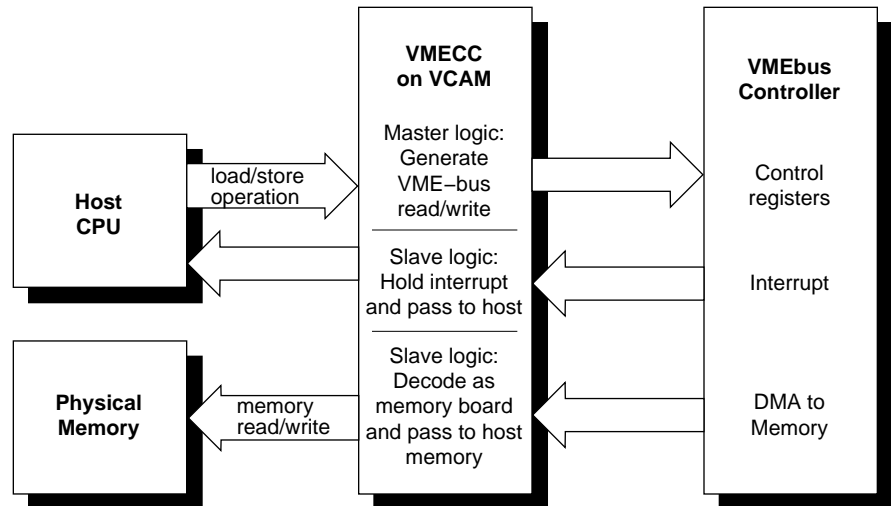 VMECC
on VCAM
VMEbus
Controller
Host
CPU
load/store
operation
Master logic:
Generate
VME−bus
read/write
Control
registers
Slave logic:
Hold interrupt
and pass to host
Interrupt
Physical
Memory
memory
read/write
Slave logic:
Decode as
memory board
and pass to host
memory
DMA to
Memory